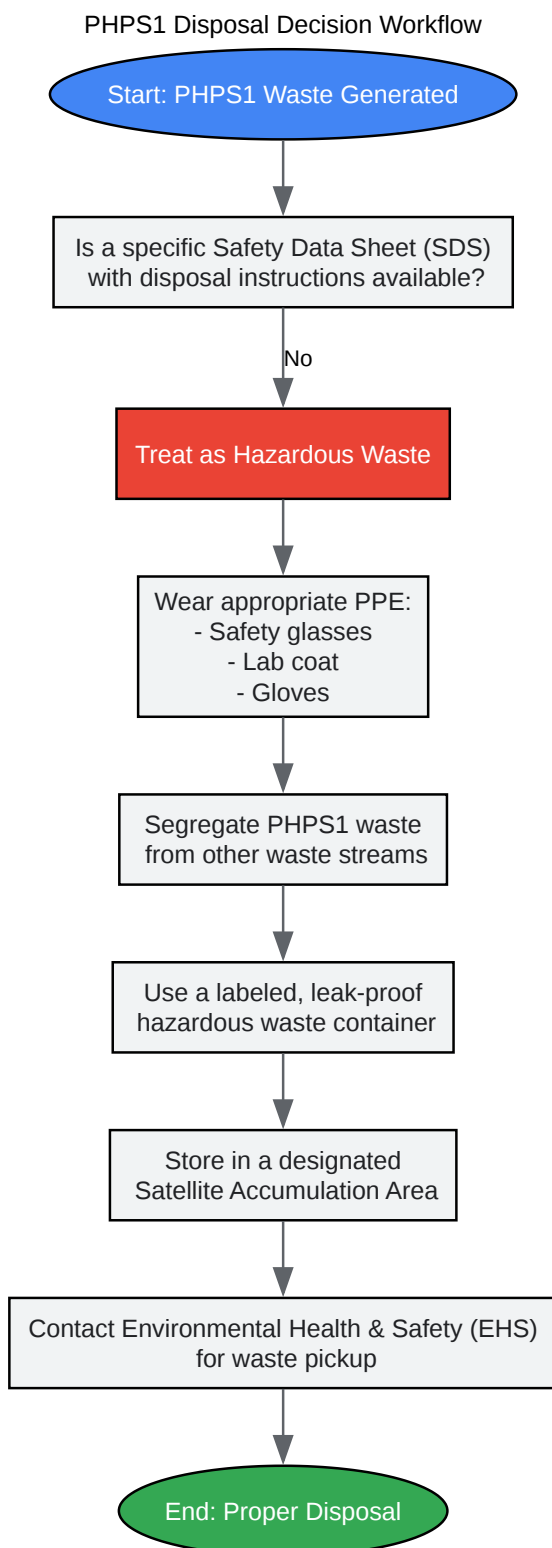 PHPS1 Disposal Decision Workflow
Start: PHPS1 Waste Generated
Is a specific Safety Data Sheet (SDS)
with disposal instructions available?
No
Treat as Hazardous Waste
Wear appropriate PPE:
- Safety glasses
- Lab coat
- Gloves
Segregate PHPS1 waste
from other waste streams
Use a labeled, leak-proof
hazardous waste container
Store in a designated
Satellite Accumulation Area
Contact Environmental Health & Safety (EHS)
for waste pickup
End: Proper Disposal